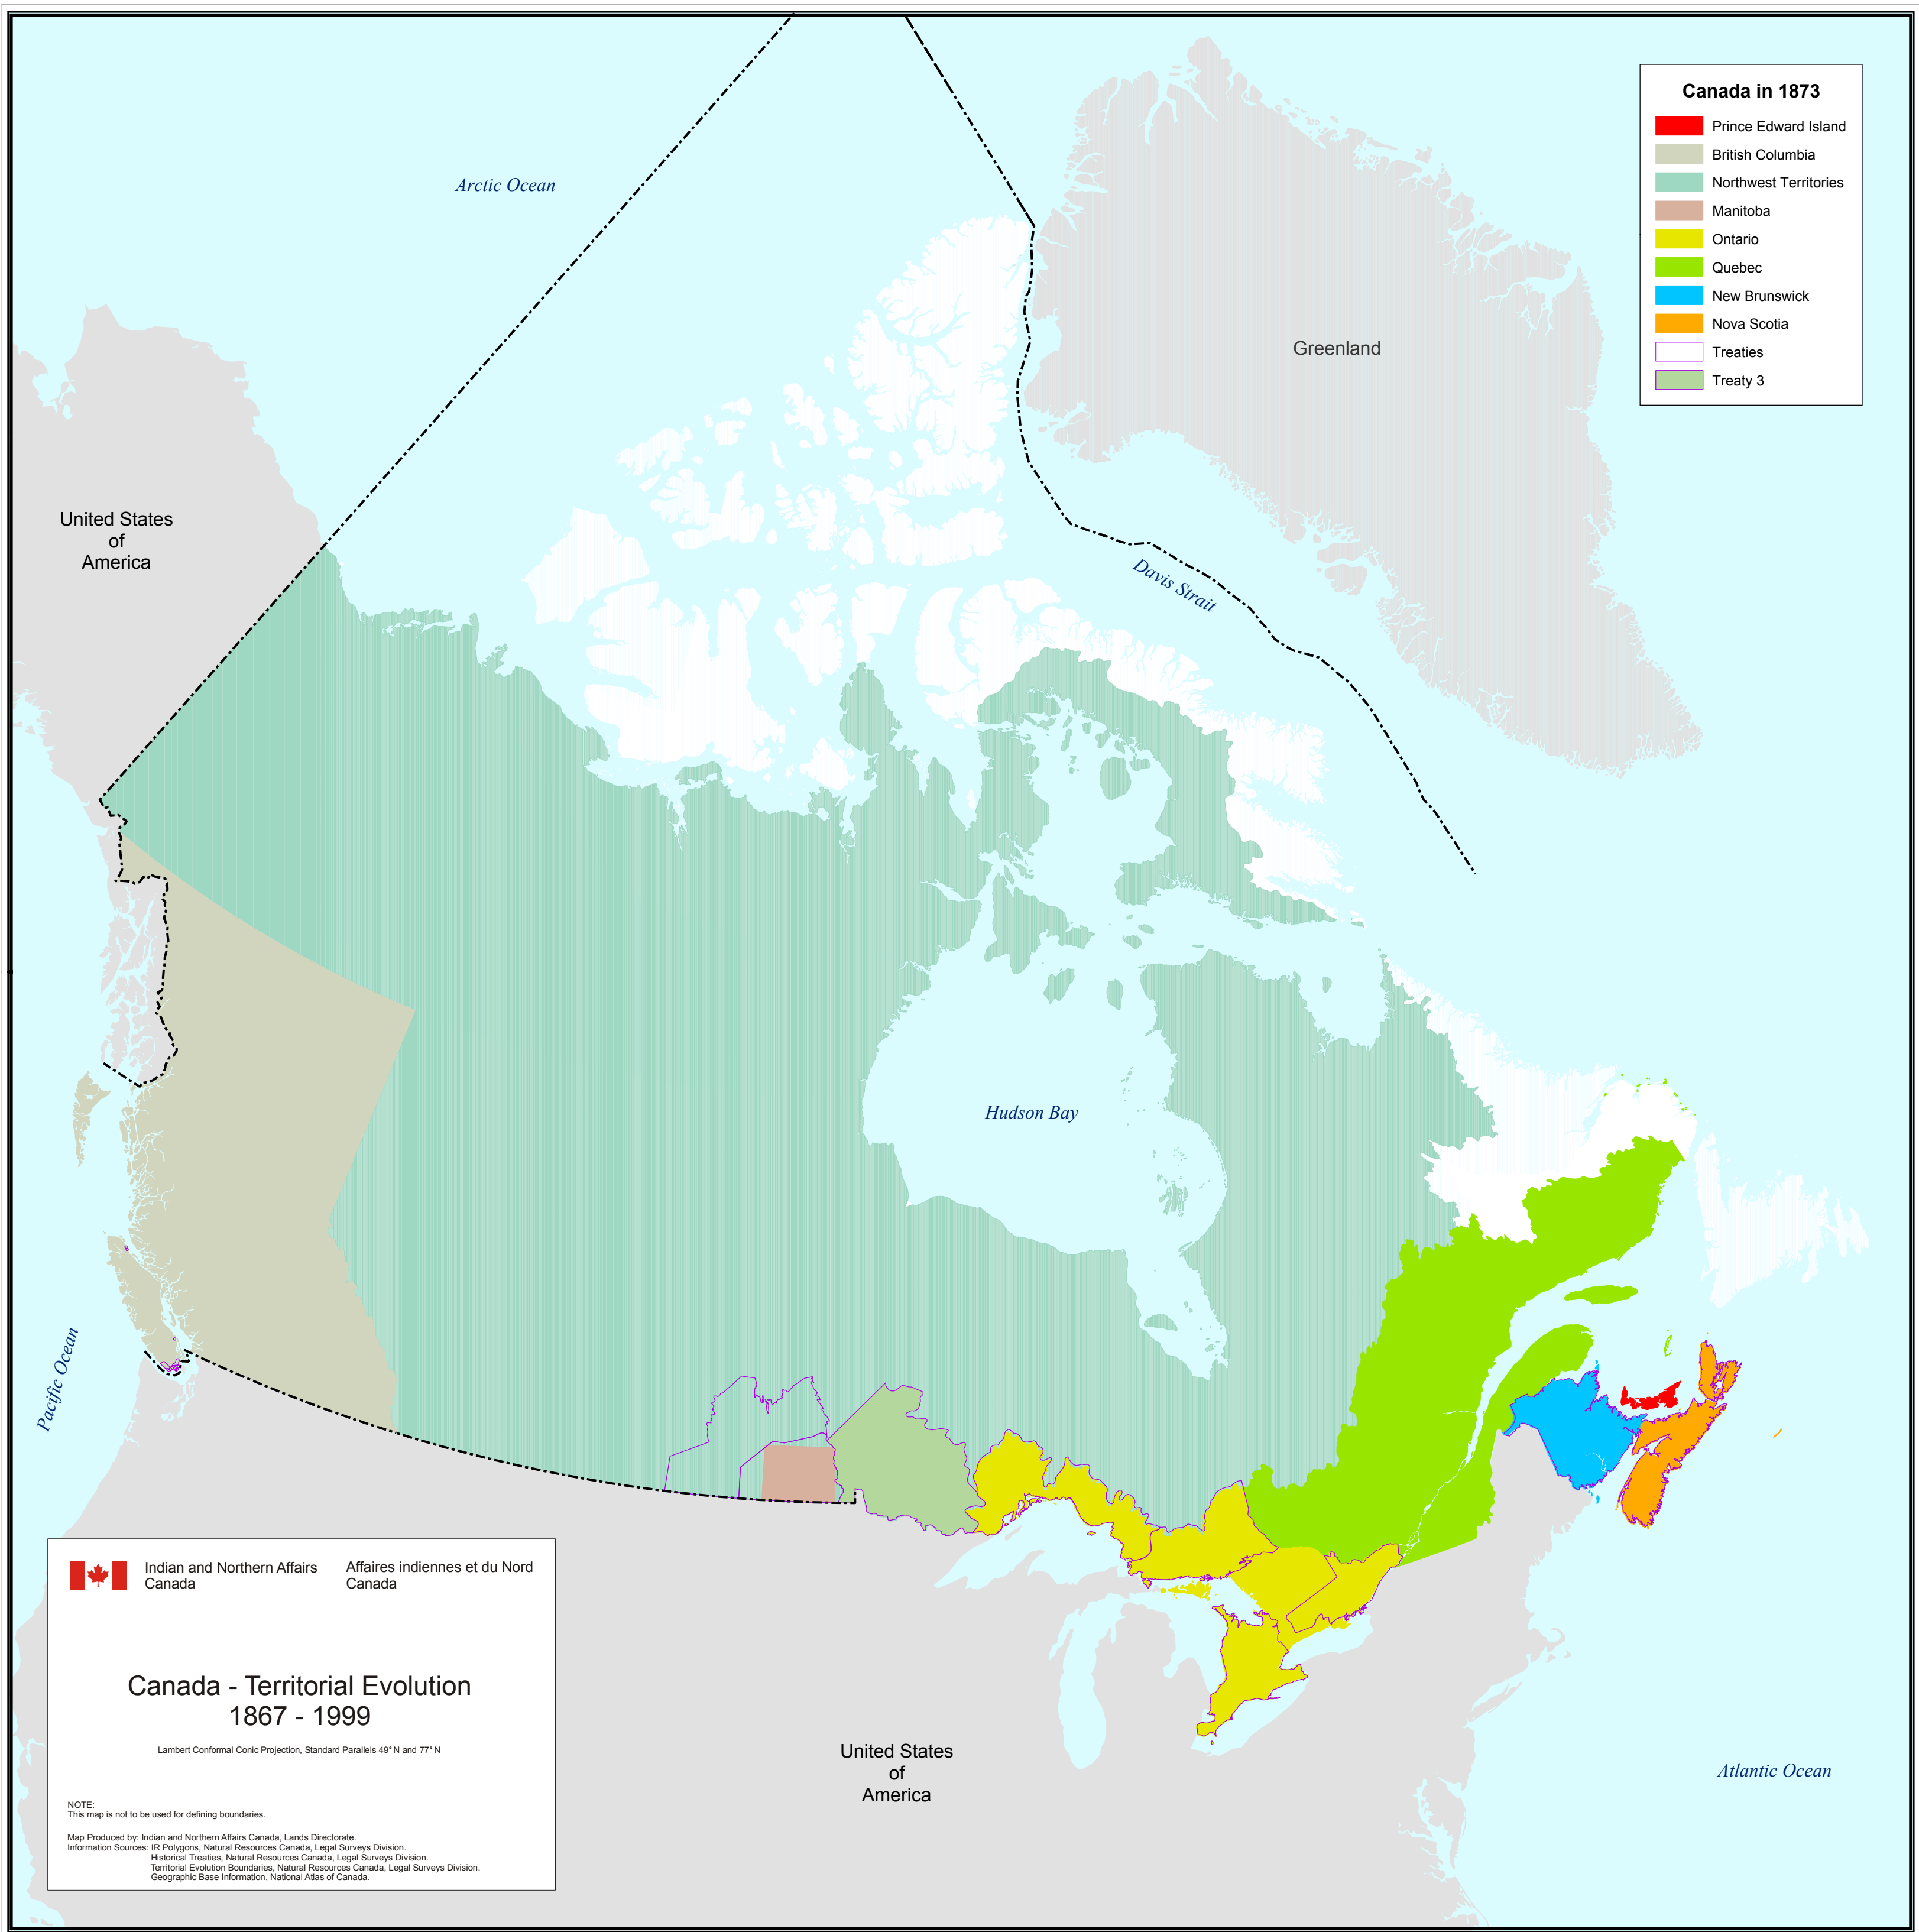 Canada in 1873
Prince Edward Island
British Columbia
Northwest Territories
Manitoba
Ontario
Quebec
New Brunswick
Nova Scotia
Treaties
Treaty 3
Arctic Ocean
Greenland
United States
of
America
Davis Strait
Hudson Bay
Pacific Ocean
United States
of
America
Atlantic Ocean
Indian and Northern Affairs
Canada
Affaires indiennes et du Nord
Canada
Canada - Territorial Evolution
1867 - 1999
Lambert Conformal Conic Projection, Standard Parallels 49° N and 77° N
NOTE:
This map is not to be used for defining boundaries.
Map Produced by: Indian and Northern Affairs Canada, Lands Directorate.
Information Sources: IR Polygons, Natural Resources Canada, Legal Surveys Division.
Historical Treaties, Natural Resources Canada, Legal Surveys Division.
Territorial Evolution Boundaries, Natural Resources Canada, Legal Surveys Division.
Geographic Base Information, National Atlas of Canada.